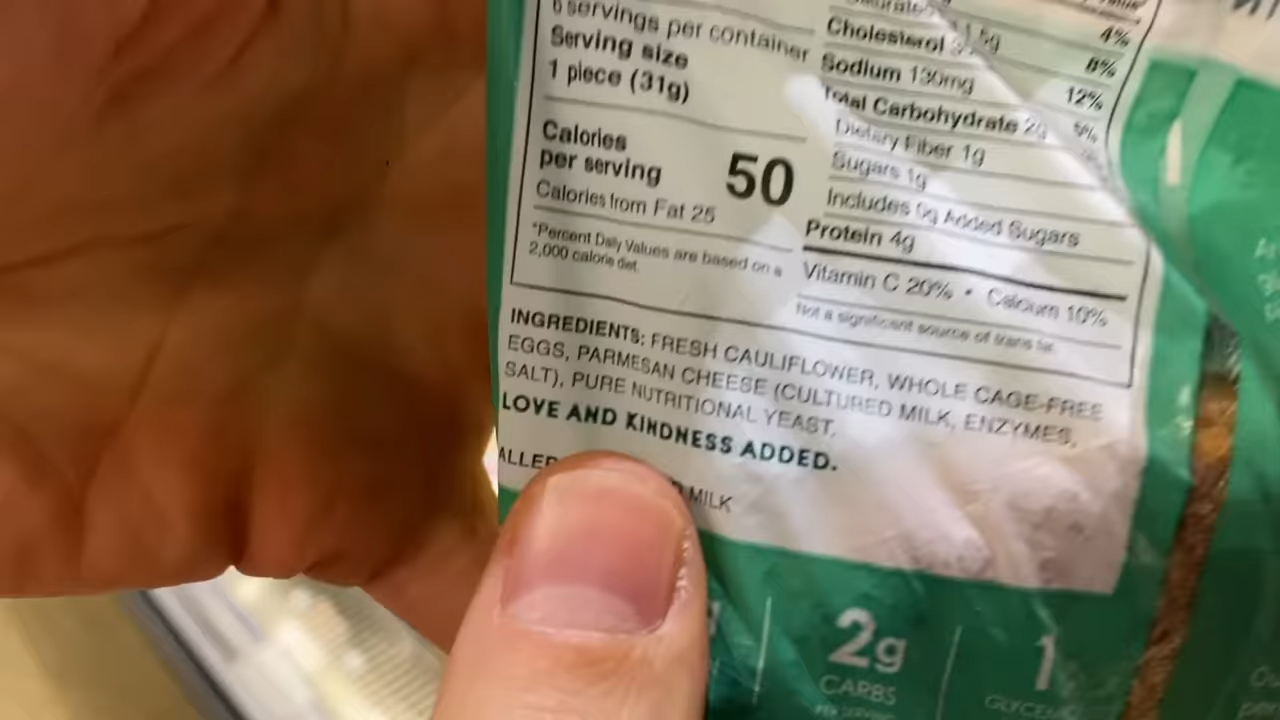 6 servings per container
Serving size
1 piece (31g)
Calories
per serving 50
Calories from Fat 25
*Percent Daily Values are based on a
2,000 calorie diet.
4%
Cholesterol 8%
Sodium 130mg 12%
Total Carbohydrate 2g 5%
Dietary Fiber 1g
Sugars 1g
Includes 0g Added Sugars
Protein 4g
Vitamin C 20% • Calcium 10%
Not a significant source of trans fat.
INGREDIENTS: FRESH CAULIFLOWER, WHOLE CAGE-FREE
EGGS, PARMESAN CHEESE (CULTURED MILK, ENZYMES,
SALT), PURE NUTRITIONAL YEAST.
LOVE AND KINDNESS ADDED.
MILK
2g
CARBS
PER SERVING
1